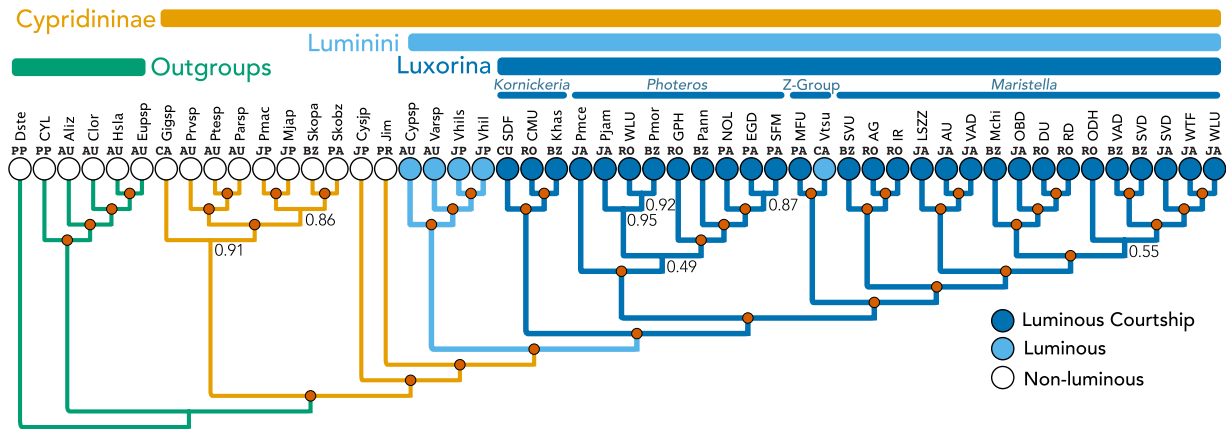 Cypridininae
Luminini
Outgroups
Luxorina
Kornickeria Photeros Z-Group Maristella
Dste CYL Aliz Clor Hsla Eupsp Gigsp Prvsp Ptesp Parsp Pmac Mjap Skopa Skobz Cysjp Jim Cypsp Varsp Vhils Vhil SDF CMU Khas Pmce Pjam WLU Pmor GPH Pann NOL EGD SFM MFU Vtsu SVU AG IR LSZZ AU VAD Mchi OBD DU RD ODH VAD SVD SVD WTF WLU
PP PP AU AU AU AU CA AU AU AU JP JP BZ PA JP PR AU AU JP JP CU RO BZ JA JA RO BZ RO BZ PA PA PA PA CA BZ RO RO JA JA JA BZ JA RO RO RO BZ BZ JA JA JA
0.92 0.87
0.86 0.95
0.91 0.55
0.49
Luminous Courtship
Luminous
Non-luminous